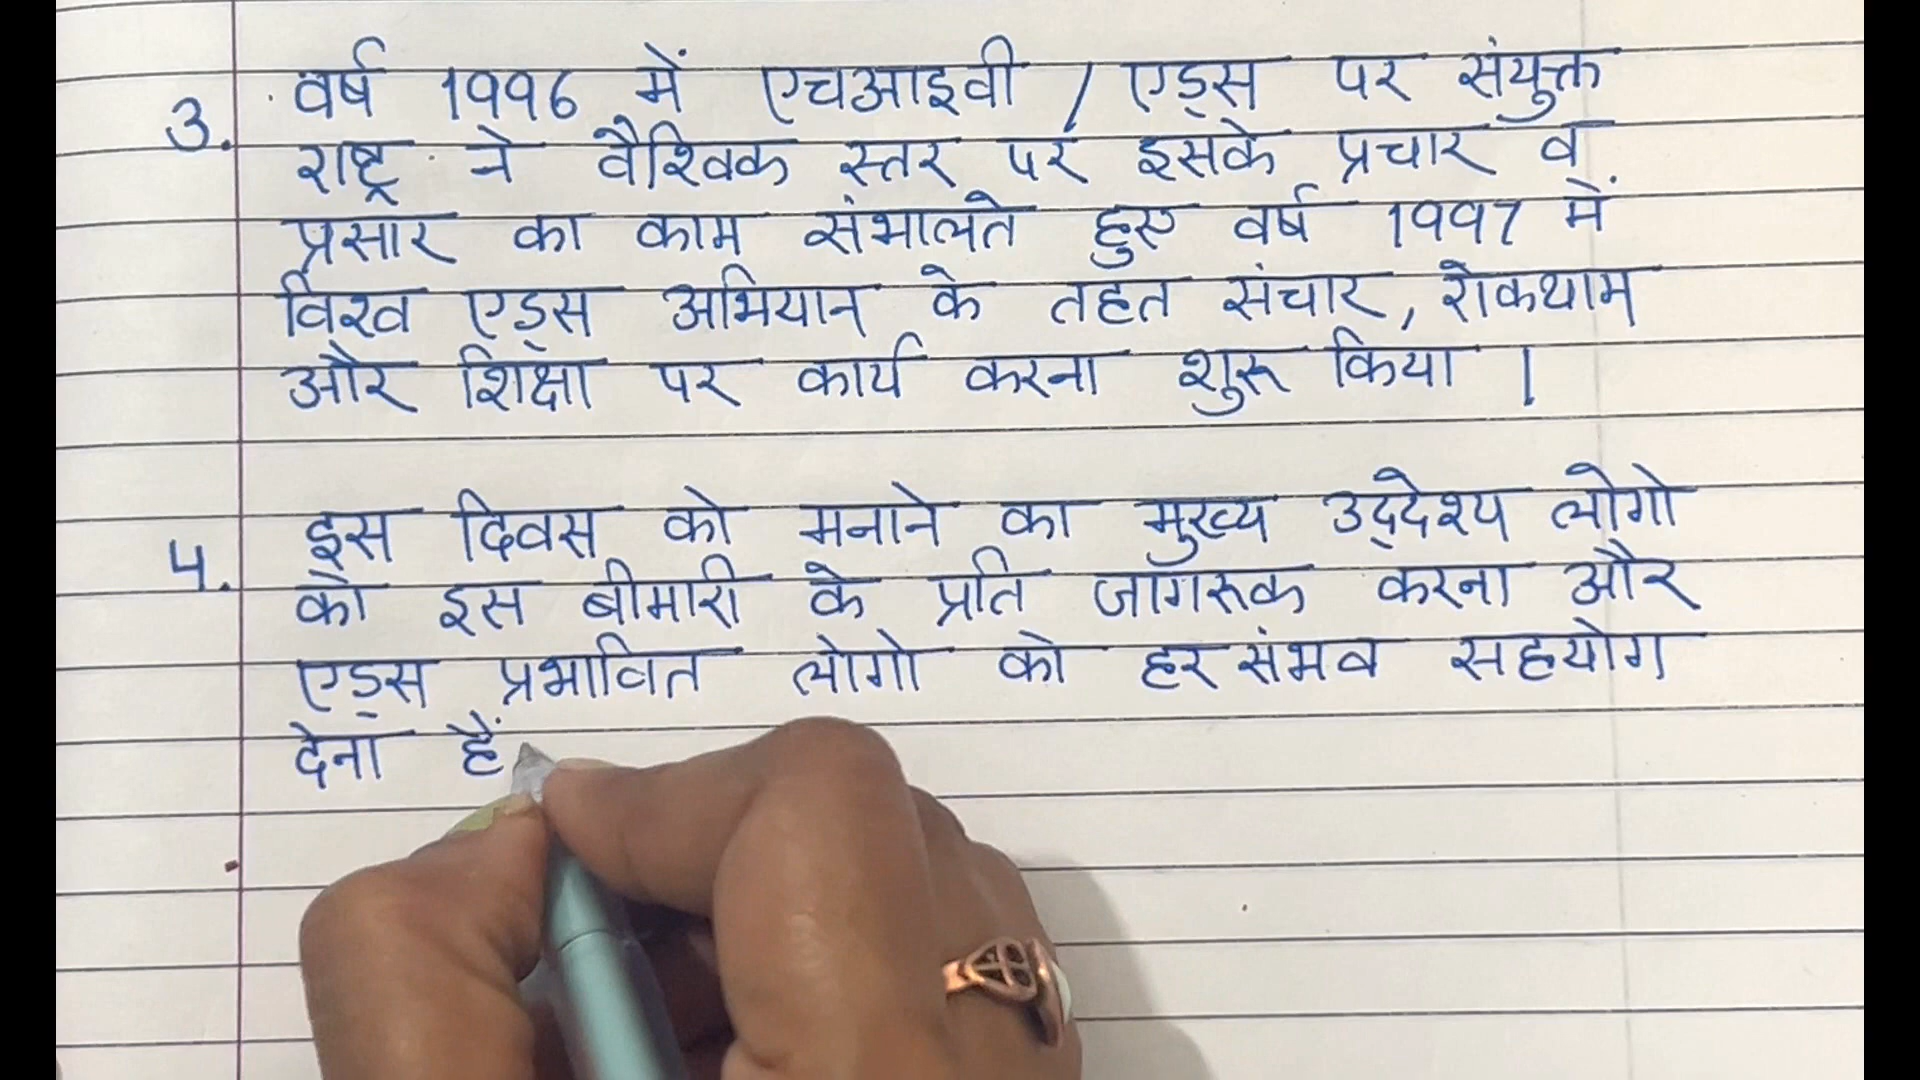 3. वर्ष 1996 में एचआइवी / एड्स पर संयुक्त
राष्ट्र ने वैश्विक स्तर पर इसके प्रचार व
प्रसार का काम संभालते हुए वर्ष 1997 में
विश्व एड्स अभियान के तहत संचार, रोकथाम
और शिक्षा पर कार्य करना शुरू किया ।
4. इस दिवस को मनाने का मुख्य उद्देश्य लोगो
को इस बीमारी के प्रति जागरूक करना और
एड्स प्रभावित लोगो को हर संभव सहयोग
देना हैं